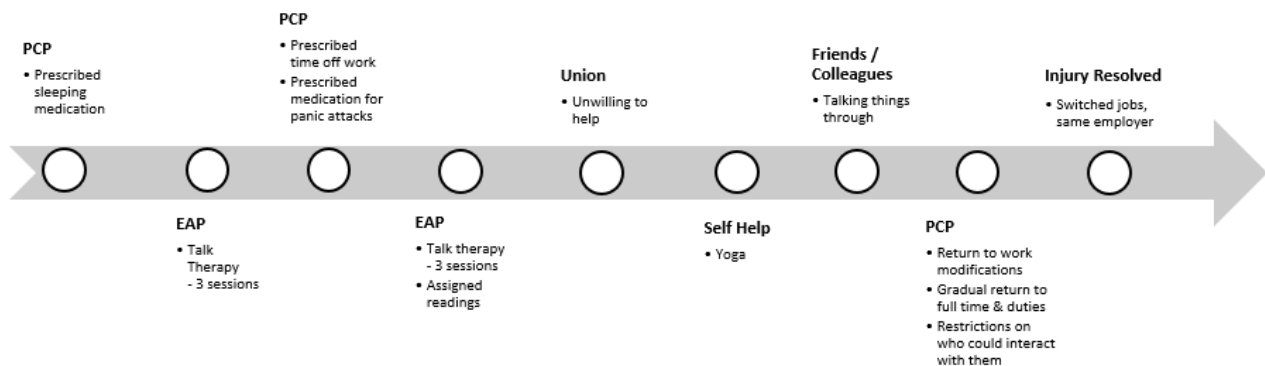 PCP
• Prescribed
sleeping
medication
EAP
• Talk
Therapy
- 3 sessions
PCP
• Prescribed
time off work
• Prescribed
medication for
panic attacks
EAP
• Talk therapy
- 3 sessions
• Assigned
readings
Union
• Unwilling to
help
Self Help
• Yoga
Friends /
Colleagues
• Talking things
through
PCP
• Return to work
modifications
• Gradual return to
full time & duties
• Restrictions on
who could interact
with them
Injury Resolved
• Switched jobs,
same employer